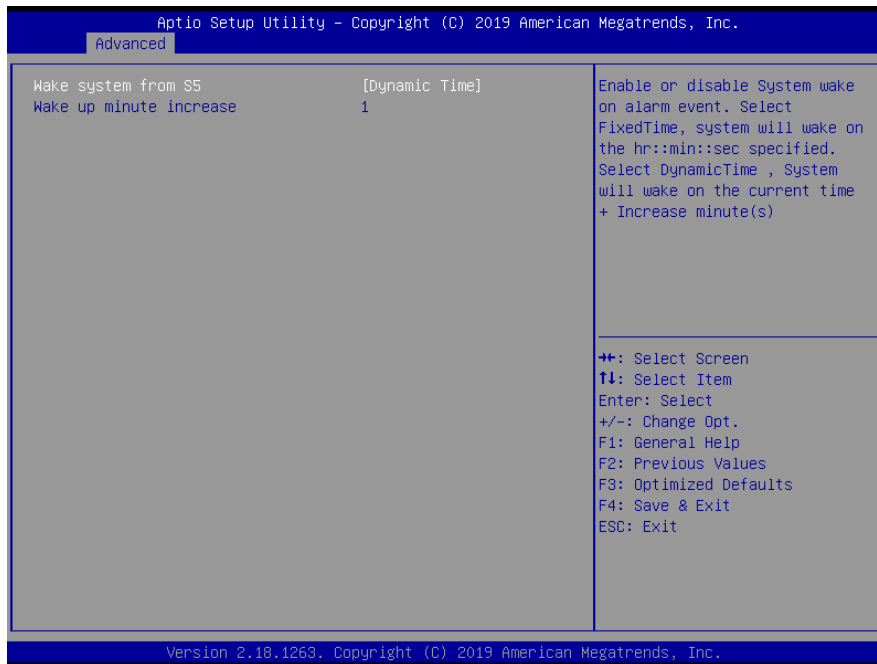 Aptio Setup Utility – Copyright (C) 2019 American Megatrends, Inc.
Advanced
Wake system from S5 [Dynamic Time]
Wake up minute increase 1
Enable or disable System wake
on alarm event. Select
FixedTime, system will wake on
the hr::min::sec specified.
Select DynamicTime , System
will wake on the current time
+ Increase minute(s)
→←: Select Screen
↑↓: Select Item
Enter: Select
+/-: Change Opt.
F1: General Help
F2: Previous Values
F3: Optimized Defaults
F4: Save & Exit
ESC: Exit
Version 2.18.1263. Copyright (C) 2019 American Megatrends, Inc.